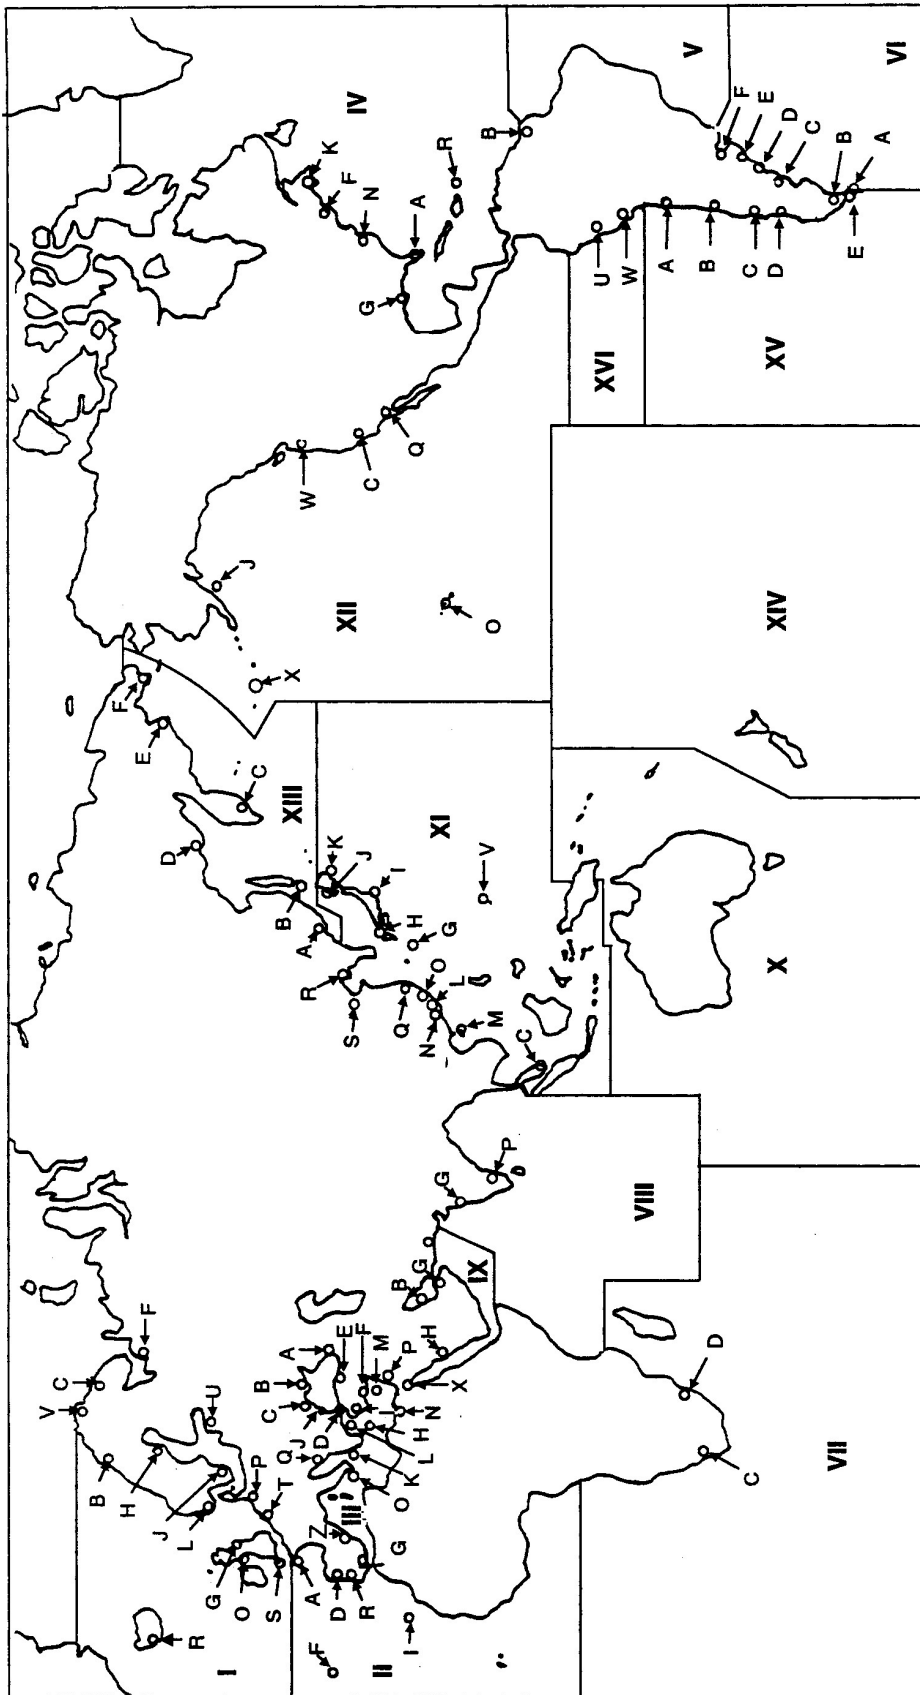 V
C
B
F
H
U
J
L
P
T
G
O
S
R
I
A
D
R
G
I
F
II
A
B
C
E
F
M
P
J
Q
D
I
H
L
N
K
O
Z
X
III
H
B
G
IX
G
P
VIII
C
D
VII
R
S
Q
O
L
N
M
C
G
H
I
J
K
V
XI
A
B
C
D
E
F
XIII
X
J
O
W
C
Q
XII
G
A
N
F
K
R
IV
B
V
F
E
D
C
B
A
VI
U
W
XVI
A
B
C
D
E
XV
XIV
X